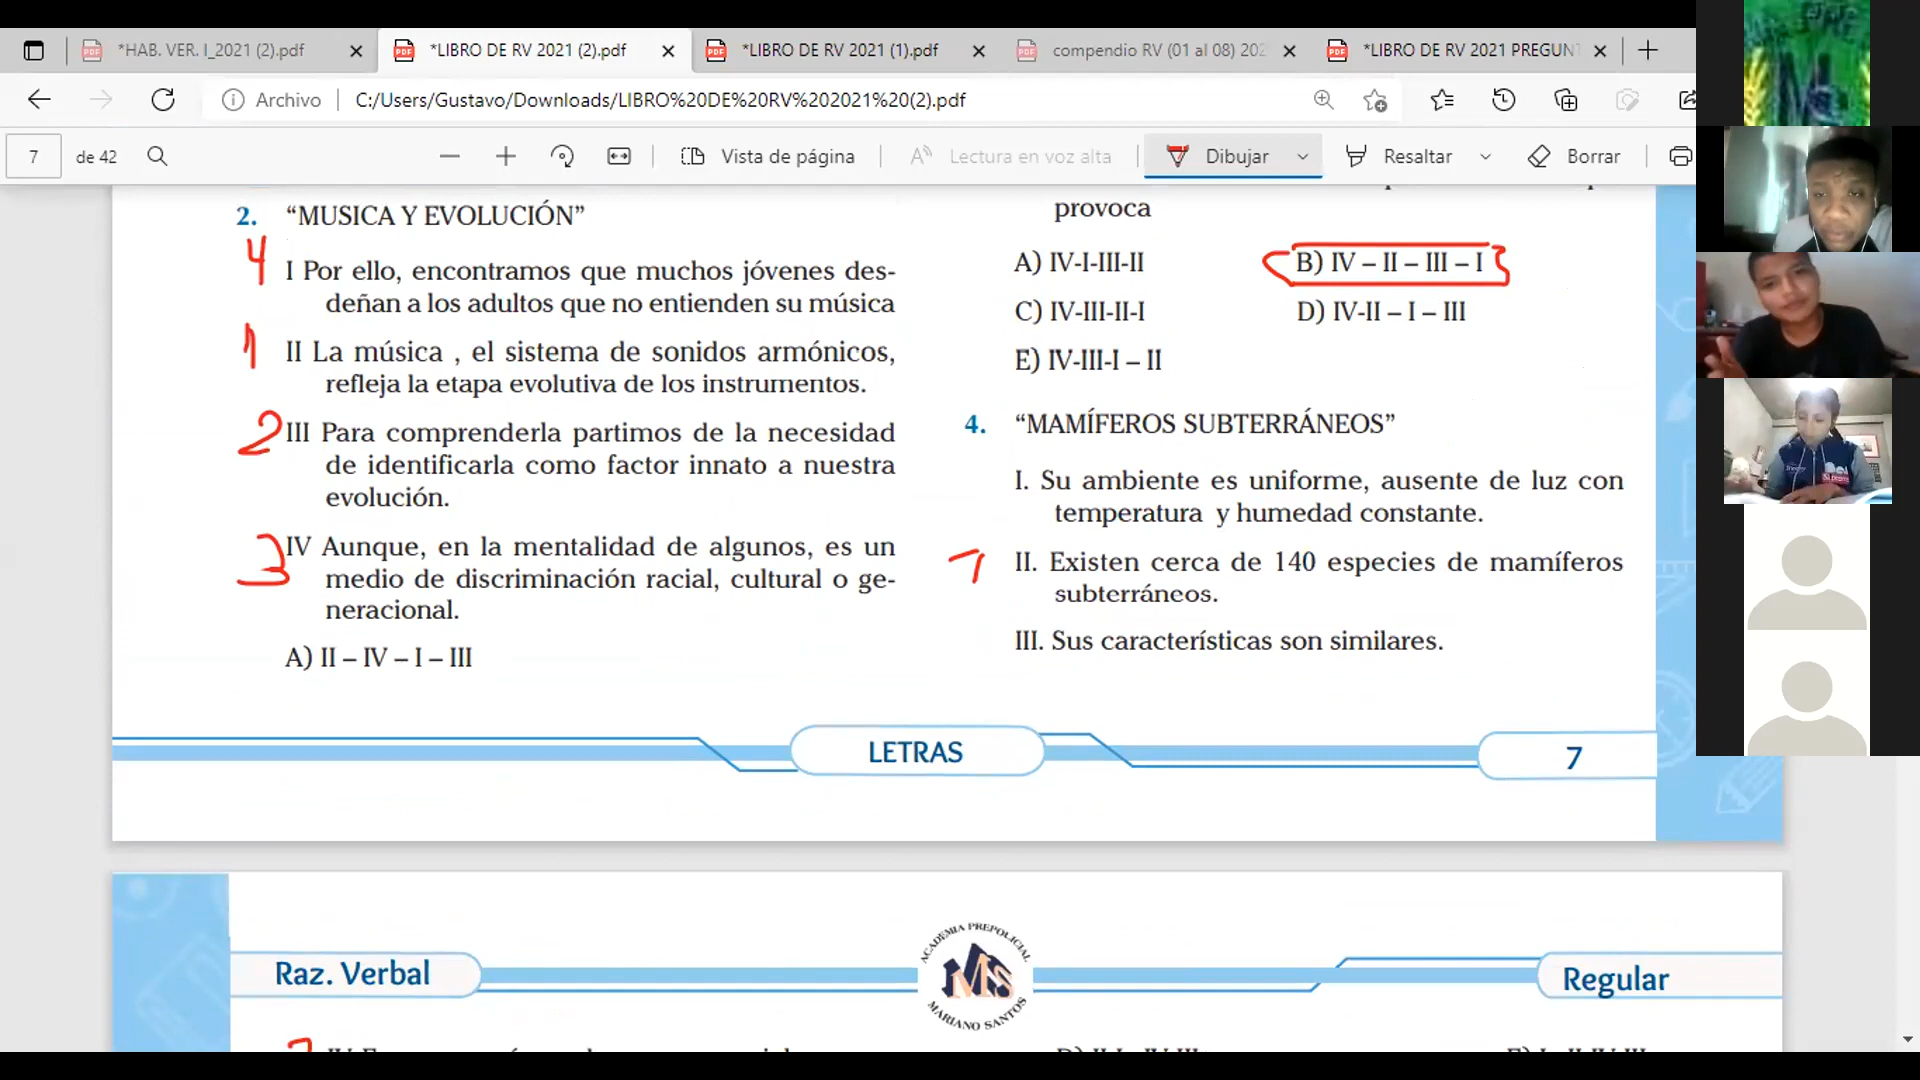 *HAB. VER. I_2021 (2).pdf
*LIBRO DE RV 2021 (2).pdf
*LIBRO DE RV 2021 (1).pdf
compendio RV (01 al 08) 202
*LIBRO DE RV 2021 PREGUNT
Archivo
C:/Users/Gustavo/Downloads/LIBRO%20DE%20RV%202021%20(2).pdf
7 de 42
Vista de página
Lectura en voz alta
Dibujar
Resaltar
Borrar
2. “MUSICA Y EVOLUCIÓN”
4
I Por ello, encontramos que muchos jóvenes des-
deñan a los adultos que no entienden su música
1
II La música , el sistema de sonidos armónicos,
refleja la etapa evolutiva de los instrumentos.
2
III Para comprenderla partimos de la necesidad
de identificarla como factor innato a nuestra
evolución.
3
IV Aunque, en la mentalidad de algunos, es un
medio de discriminación racial, cultural o ge-
neracional.
A) II – IV – I – III
provoca
A) IV-I-III-II
B) IV – II – III – I
C) IV-III-II-I
D) IV-II – I – III
E) IV-III-I – II
4. “MAMÍFEROS SUBTERRÁNEOS”
I. Su ambiente es uniforme, ausente de luz con
temperatura y humedad constante.
1
II. Existen cerca de 140 especies de mamíferos
subterráneos.
III. Sus características son similares.
LETRAS
7
Raz. Verbal
ACADEMIA PREPOLICIAL
MS
MARIANO SANTOS
Regular